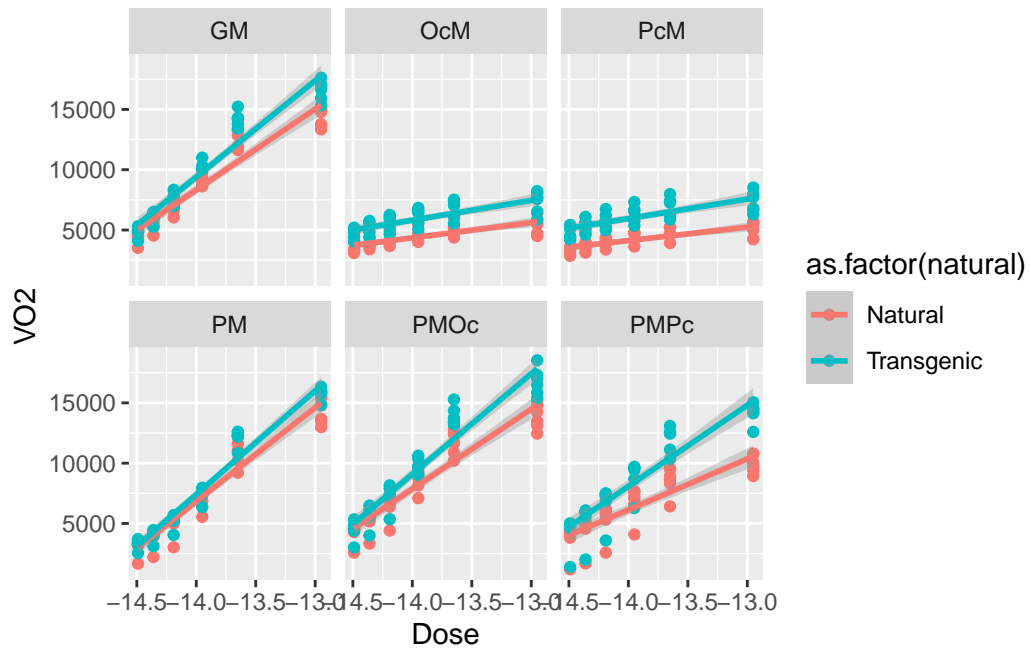 GM OcM PcM
15000
10000
5000
PM PMOc PMPc
15000
10000
5000
−14.5 −14.0 −13.5 −13.0 −14.5 −14.0 −13.5 −13.0 −14.5 −14.0 −13.5 −13.0
Dose
VO2
as.factor(natural)
Natural
Transgenic